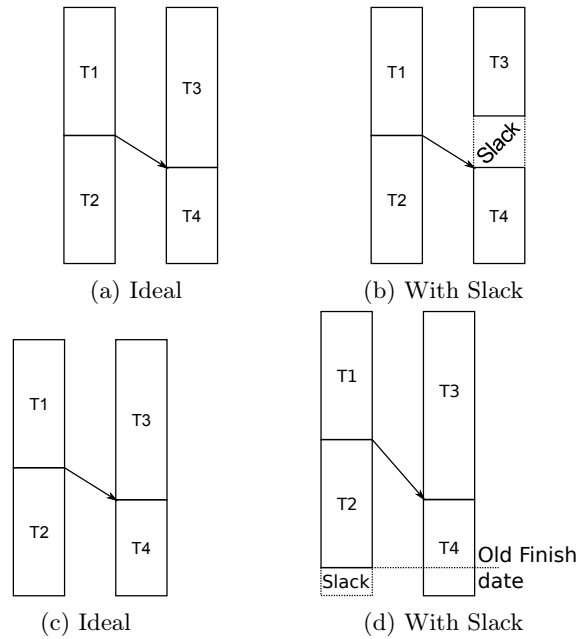 T1
T3
T2
T4
(a) Ideal
T1
T3
Slack
T2
T4
(b) With Slack
T1
T3
T2
T4
(c) Ideal
T1
T3
T2
T4
Old Finish
date
Slack
(d) With Slack